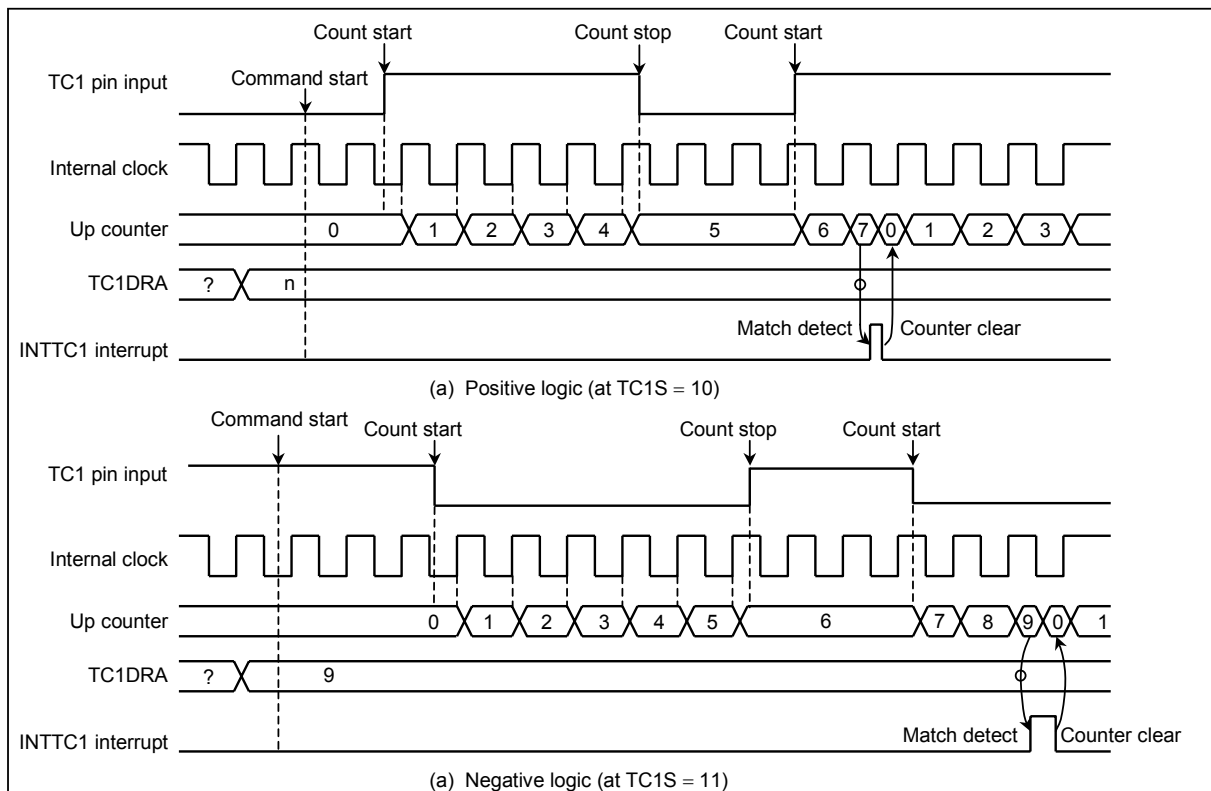 Count start Count stop Count start
TC1 pin input
Command start
Internal clock
Up counter 0 1 2 3 4 5 6 7 0 1 2 3
TC1DRA ? n
Match detect Counter clear
INTTC1 interrupt
(a) Positive logic (at TC1S = 10)
Command start Count start Count stop Count start
TC1 pin input
Internal clock
Up counter 0 1 2 3 4 5 6 7 8 9 0 1
TC1DRA ? 9
INTTC1 interrupt Match detect Counter clear
(a) Negative logic (at TC1S = 11)